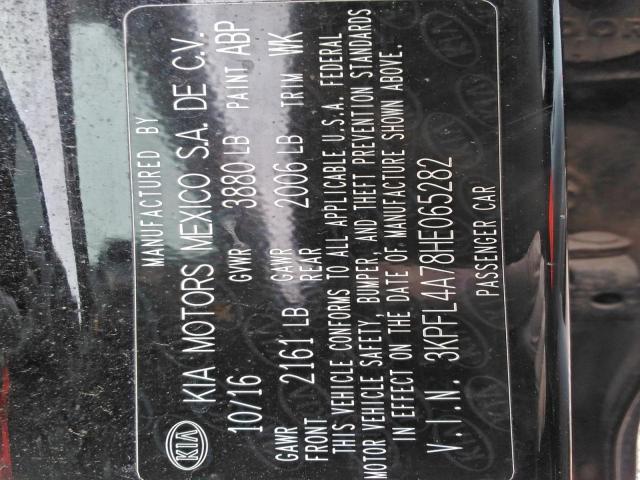 MANUFACTURED BY
KIA KIA MOTORS MEXICO S.A. DE C.V.
10/16 GVWR 3880 LB PAINT ABP
GAWR FRONT 2161 LB GAWR REAR 2006 LB TRIM WK
THIS VEHICLE CONFORMS TO ALL APPLICABLE U.S.A. FEDERAL
MOTOR VEHICLE SAFETY, BUMPER, AND THEFT PREVENTION STANDARDS
IN EFFECT ON THE DATE OF MANUFACTURE SHOWN ABOVE.
V.I.N. 3KPFL4A78HE065282
PASSENGER CAR